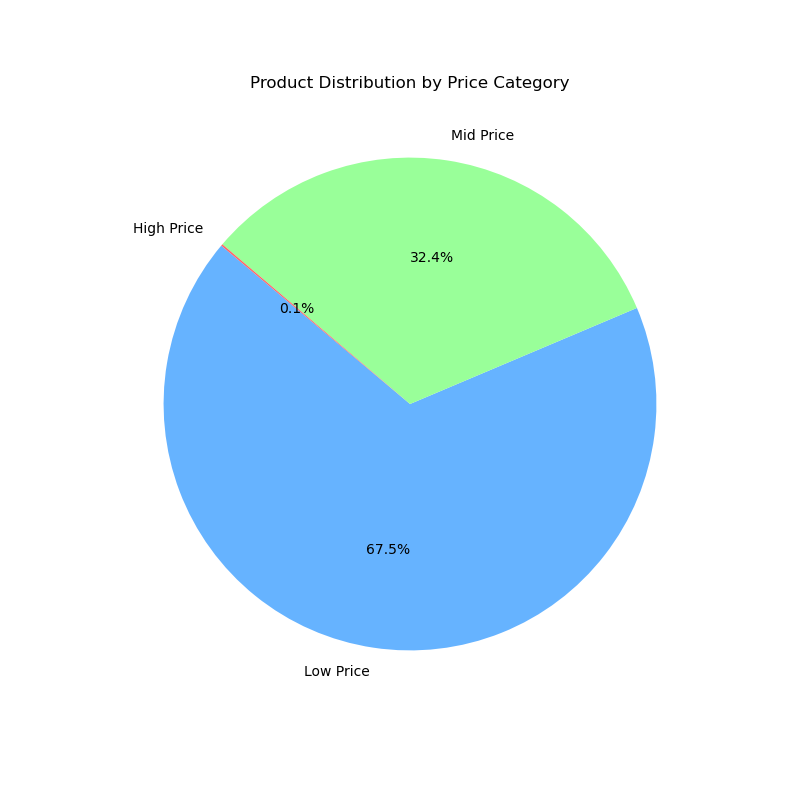 Product Distribution by Price Category
Mid Price
High Price
32.4%
0.1%
67.5%
Low Price